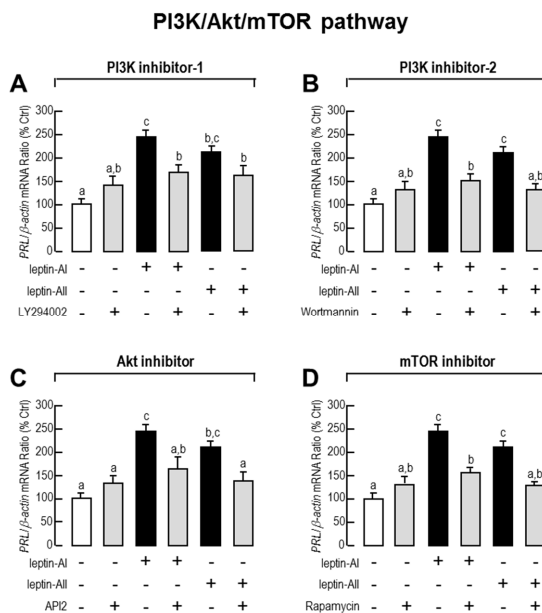 PI3K/Akt/mTOR pathway
A
PI3K inhibitor-1
PRL/β-actin mRNA Ratio (% Ctrl)
300
250
200
150
100
50
0
a
a,b
c
b
b,c
b
leptin-AI - - + + - -
leptin-AII - - - - + +
LY294002 - + - + - +
B
PI3K inhibitor-2
PRL/β-actin mRNA Ratio (% Ctrl)
300
250
200
150
100
50
0
a
a,b
c
b
c
a,b
leptin-AI - - + + - -
leptin-AII - - - - + +
Wortmannin - + - + - +
C
Akt inhibitor
PRL/β-actin mRNA Ratio (% Ctrl)
300
250
200
150
100
50
0
a
a
c
a,b
b,c
a
leptin-AI - - + + - -
leptin-AII - - - - + +
API2 - + - + - +
D
mTOR inhibitor
PRL/β-actin mRNA Ratio (% Ctrl)
300
250
200
150
100
50
0
a
a,b
c
b
c
a,b
leptin-AI - - + + - -
leptin-AII - - - - + +
Rapamycin - + - + - +